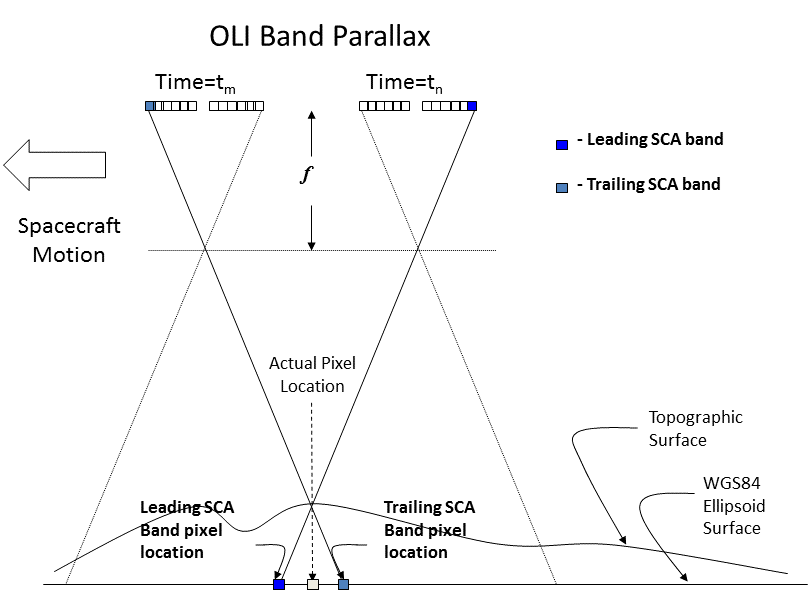 OLI Band Parallax
Time=tm
Time=tn
- Leading SCA band
f
- Trailing SCA band
Spacecraft
Motion
Actual Pixel
Location
Topographic
Surface
WGS84
Ellipsoid
Surface
Leading SCA
Band pixel
location
Trailing SCA
Band pixel
location